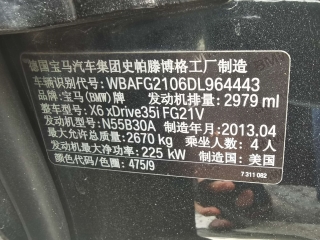 德国宝马汽车集团史帕滕博格工厂制造
车辆识别代号: WBAFG2106DL964443
品牌: 宝马(BMW)牌 发动机排量: 2979 ml
整车型号: X6 xDrive35i FG21V
发动机型号: N55B30A 制造年月: 2013.04
最大允许总质量: 2670 kg 乘坐人数: 4 人
发动机最大净功率: 225 kW 制造国: 美国
颜色代号/色圈: 475/9
7 311 062